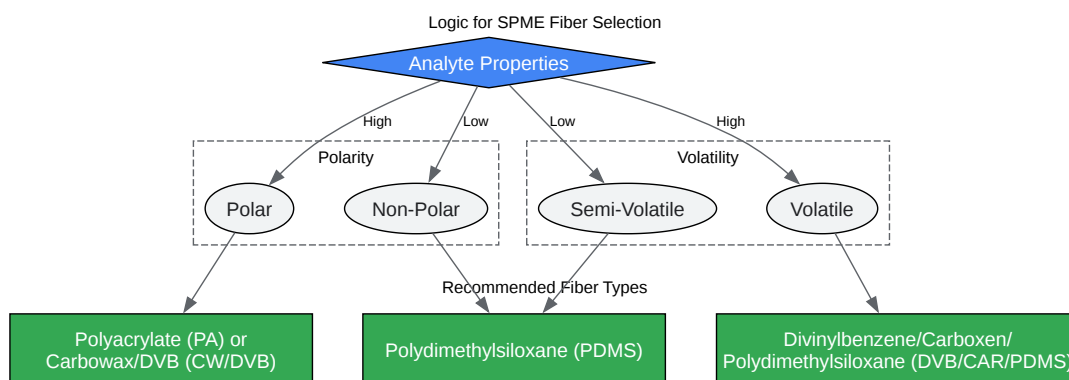 Logic for SPME Fiber Selection
Analyte Properties
High
Low
Low
High
Polarity
Volatility
Polar
Non-Polar
Semi-Volatile
Volatile
Recommended Fiber Types
Polyacrylate (PA) or
Carbowax/DVB (CW/DVB)
Polydimethylsiloxane (PDMS)
Divinylbenzene/Carboxen/
Polydimethylsiloxane (DVB/CAR/PDMS)